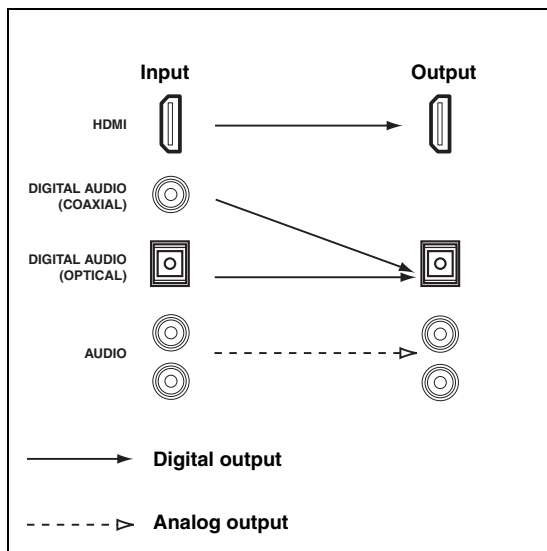 Input
Output
HDMI
DIGITAL AUDIO
(COAXIAL)
DIGITAL AUDIO
(OPTICAL)
AUDIO
Digital output
Analog output